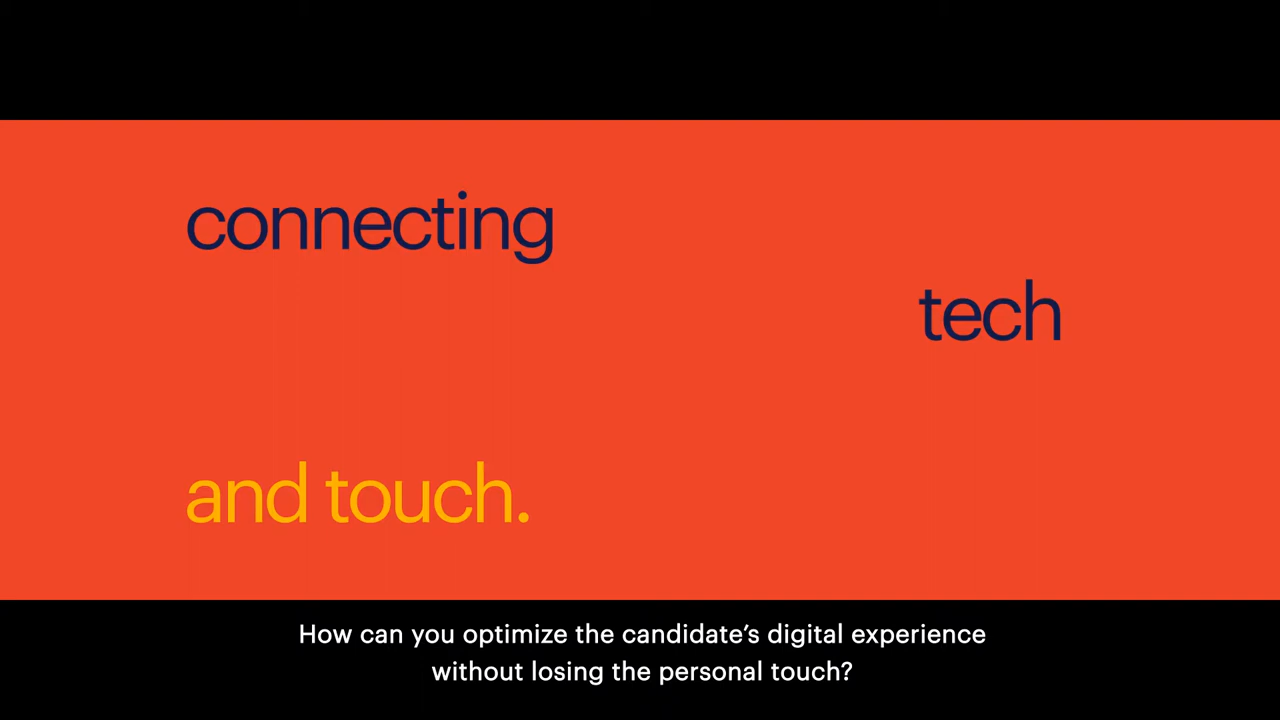 connecting
tech
and touch.
How can you optimize the candidate’s digital experience
without losing the personal touch?